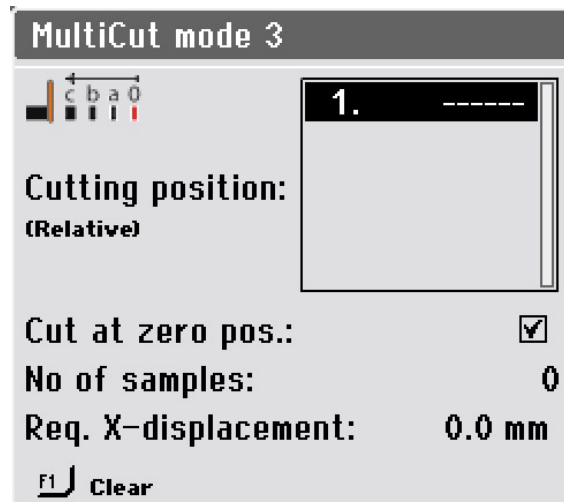 MultiCut mode 3
c b a 0
1. ------
Cutting position:
(Relative)
Cut at zero pos.:
No of samples: 0
Req. X-displacement: 0.0 mm
F1 Clear